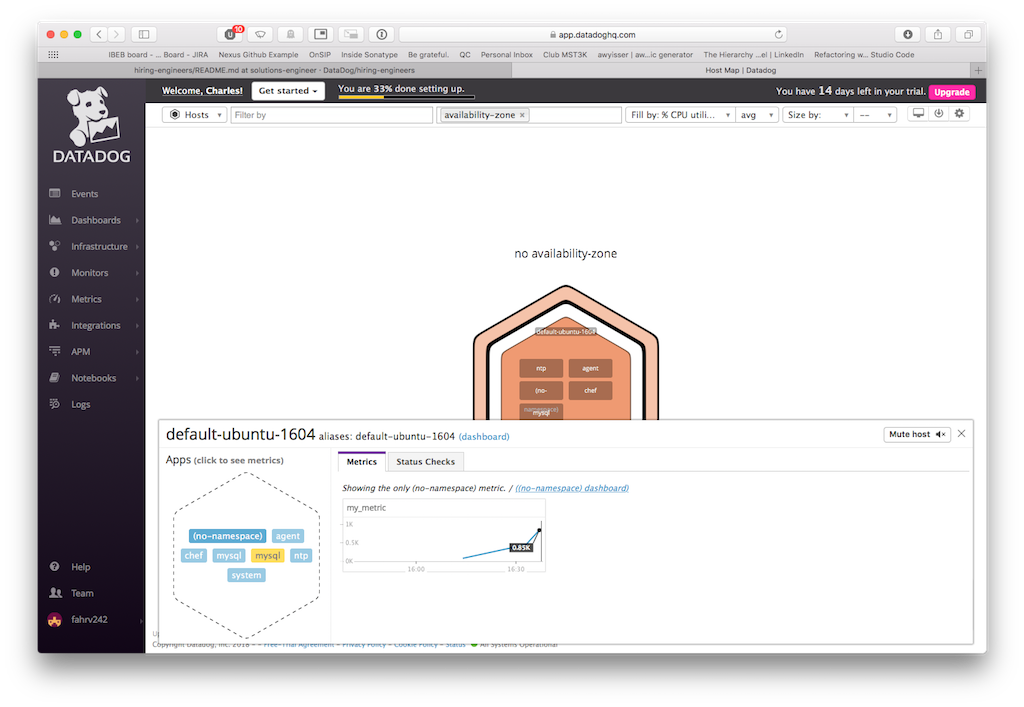 10
app.datadoghq.com
IBEB board - ... Board - JIRA Nexus Github Example OnSIP Inside Sonatype Be grateful. QC Personal Inbox Club MST3K awyisser | aw...ic generator The Hierarchy ...el | LinkedIn Refactoring w... Studio Code
hiring-engineers/README.md at solutions-engineer · DataDog/hiring-engineers Host Map | Datadog
Welcome, Charles! Get started You are 33% done setting up. You have 14 days left in your trial. Upgrade
Hosts Filter by availability-zone × Fill by: % CPU utili... avg Size by: --
DATADOG
Events
Dashboards
Infrastructure
Monitors
Metrics
Integrations
APM
Notebooks
Logs
Help
Team
fahrv242
no availability-zone
default-ubuntu-1604
ntp agent
(no-namespace) chef
mysql
default-ubuntu-1604 aliases: default-ubuntu-1604 (dashboard) Mute host
Apps (click to see metrics) Metrics Status Checks
Showing the only (no-namespace) metric. / ((no-namespace) dashboard)
my_metric
1K
0.5K
0.85K
0K
16:00 16:30
(no-namespace) agent
chef mysql mysql ntp
system
Copyright Datadog, Inc. 2018 - Free-Trial Agreement - Privacy Policy - Cookie Policy - Status All Systems Operational